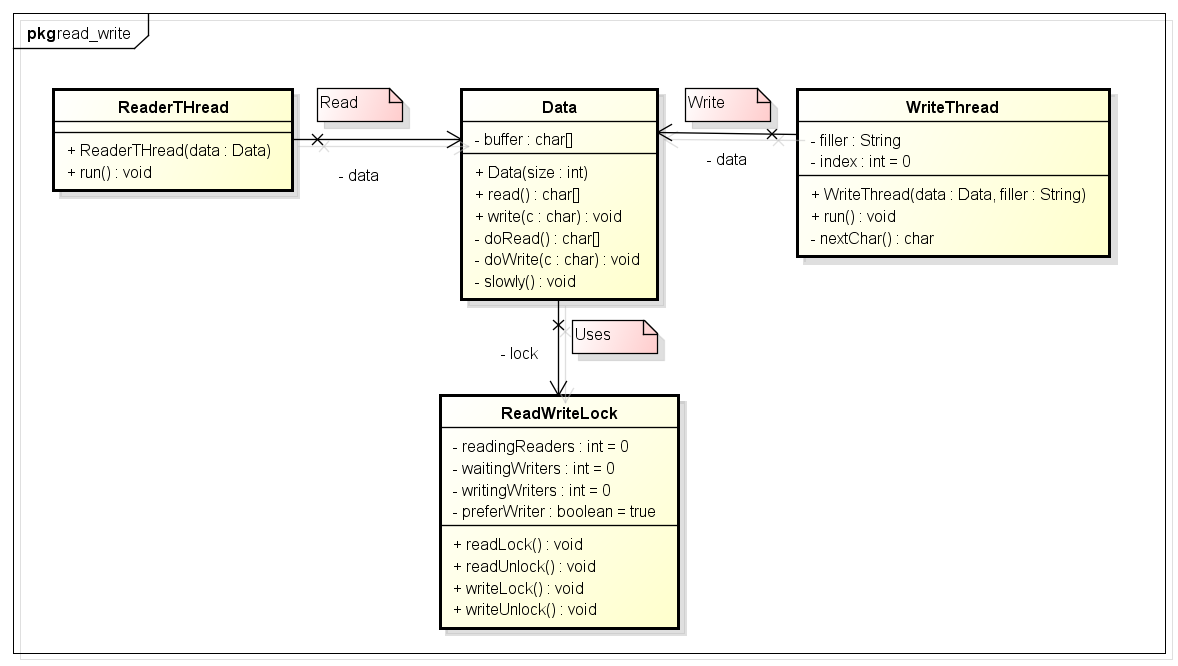 pkg read_write
ReaderTHread
+ ReaderTHread(data : Data)
+ run() : void
Read
- data
Data
- buffer : char[]
+ Data(size : int)
+ read() : char[]
+ write(c : char) : void
- doRead() : char[]
- doWrite(c : char) : void
- slowly() : void
Write
- data
WriteThread
- filler : String
- index : int = 0
+ WriteThread(data : Data, filler : String)
+ run() : void
- nextChar() : char
Uses
- lock
ReadWriteLock
- readingReaders : int = 0
- waitingWriters : int = 0
- writingWriters : int = 0
- preferWriter : boolean = true
+ readLock() : void
+ readUnlock() : void
+ writeLock() : void
+ writeUnlock() : void